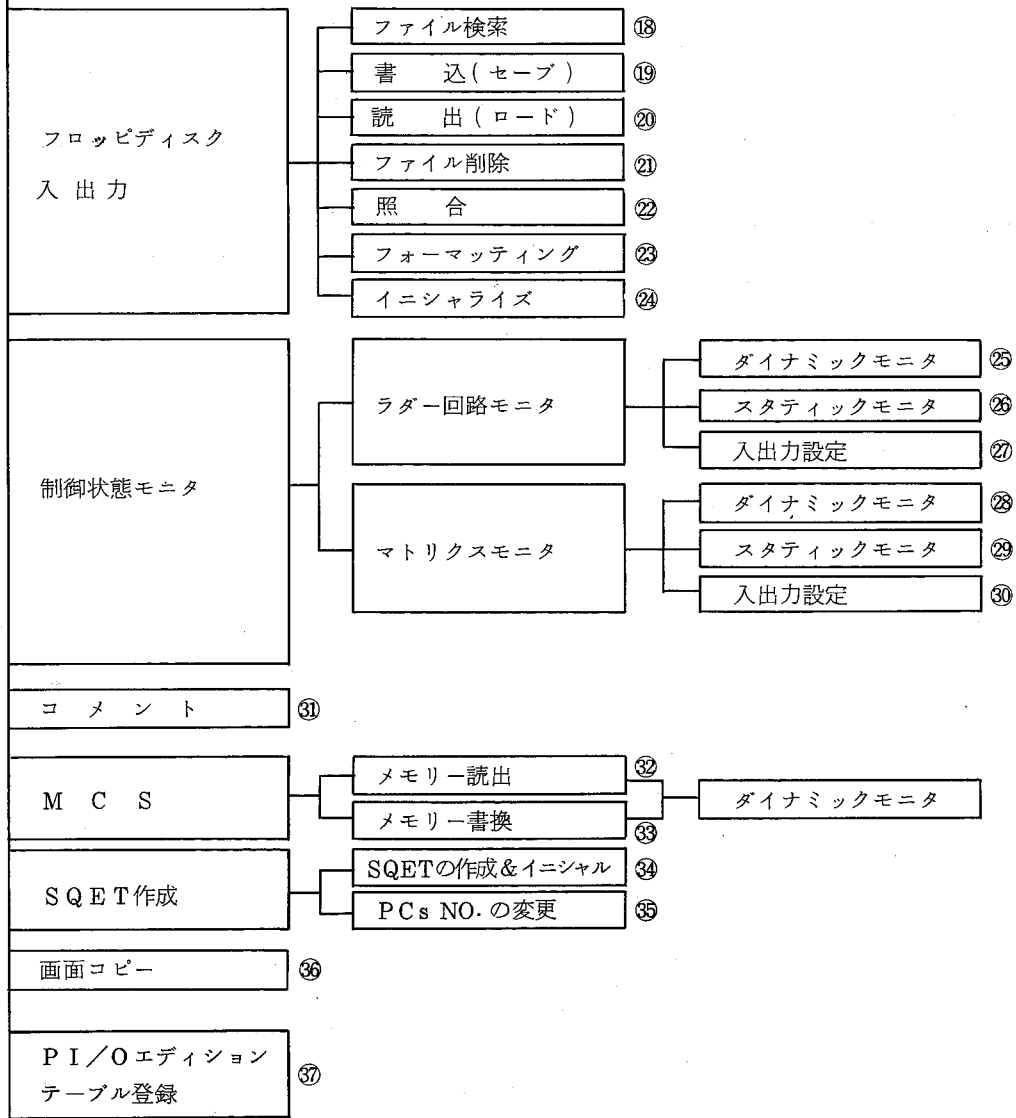 フロッピディスク
入出力
ファイル検索 ⑱
書 込(セーブ) ⑲
読 出(ロード) ⑳
ファイル削除 ㉑
照 合 ㉒
フォーマッティング ㉓
イニシャライズ ㉔
制御状態モニタ
ラダー回路モニタ
ダイナミックモニタ ㉕
スタティックモニタ ㉖
入出力設定 ㉗
マトリクスモニタ
ダイナミックモニタ ㉘
スタティックモニタ ㉙
入出力設定 ㉚
コメント ㉛
MCS
メモリー読出 ㉜
メモリー書換 ㉝
ダイナミックモニタ
SQET作成
SQETの作成&イニシャル ㉞
PCs NO.の変更 ㉟
画面コピー ㊱
PI/Oエディション
テーブル登録 ㊲